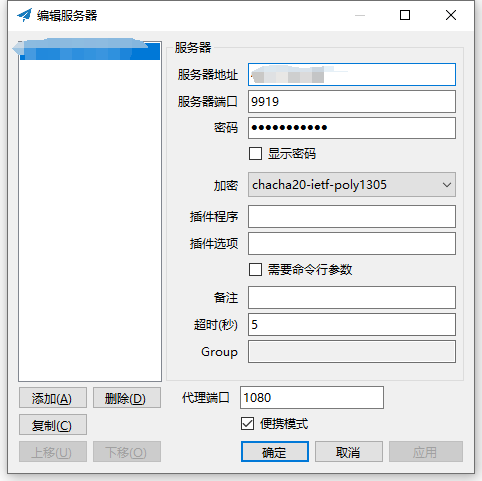 编辑服务器
服务器
服务器地址
服务器端口 9919
密码 ●●●●●●●●●●●
显示密码
加密 chacha20-ietf-poly1305
插件程序
插件选项
需要命令行参数
备注
超时(秒) 5
Group
添加(A) 删除(D) 代理端口 1080
复制(C) 便携模式
上移(U) 下移(O) 确定 取消 应用